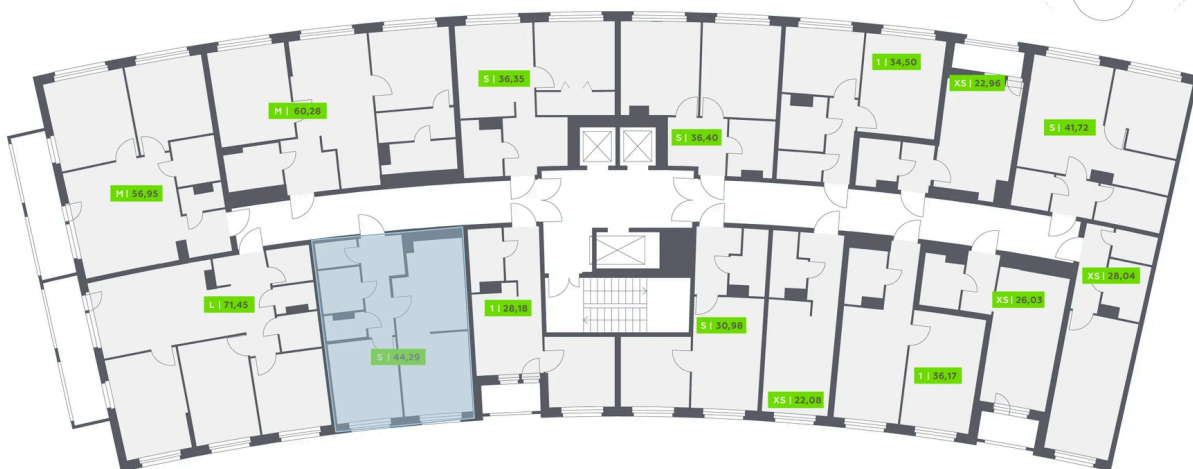 S | 36,35
1 | 34,50
XS | 22,96
M | 60,28
S | 41,72
S | 36,40
M | 56,95
L | 71,45
1 | 28,18
XS | 28,04
XS | 26,03
S | 30,98
S | 44,29
1 | 36,17
XS | 22,08